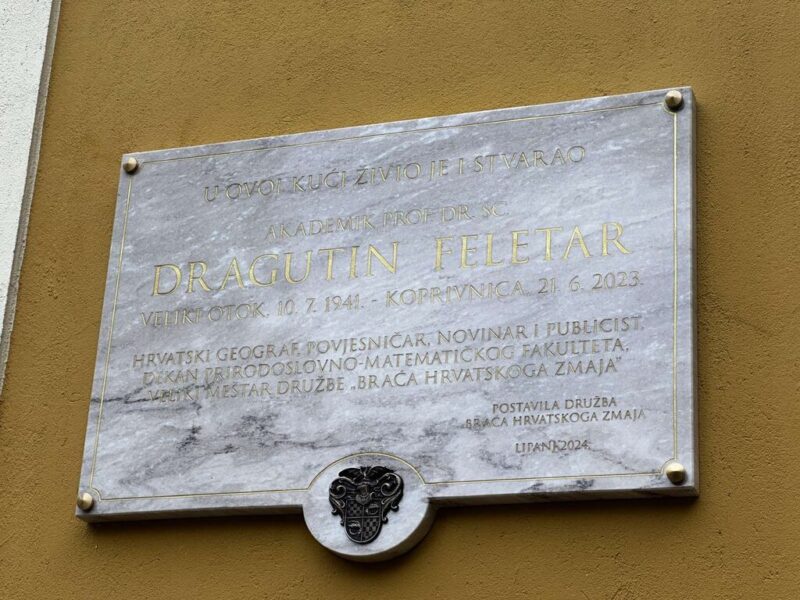 U OVOJ KUĆI ŽIVIO JE I STVARAO
AKADEMIK PROF. DR. SC.
DRAGUTIN FELETAR
VELIKI OTOK, 10. 7. 1941. - KOPRIVNICA, 21. 6. 2023.
HRVATSKI GEOGRAF, POVJESNIČAR, NOVINAR I PUBLICIST,
DEKAN PRIRODOSLOVNO-MATEMATIČKOG FAKULTETA,
VELIKI MEŠTAR DRUŽBE „BRAĆA HRVATSKOGA ZMAJA"
POSTAVILA DRUŽBA
BRAĆA HRVATSKOGA ZMAJA
LIPANJ 2024.